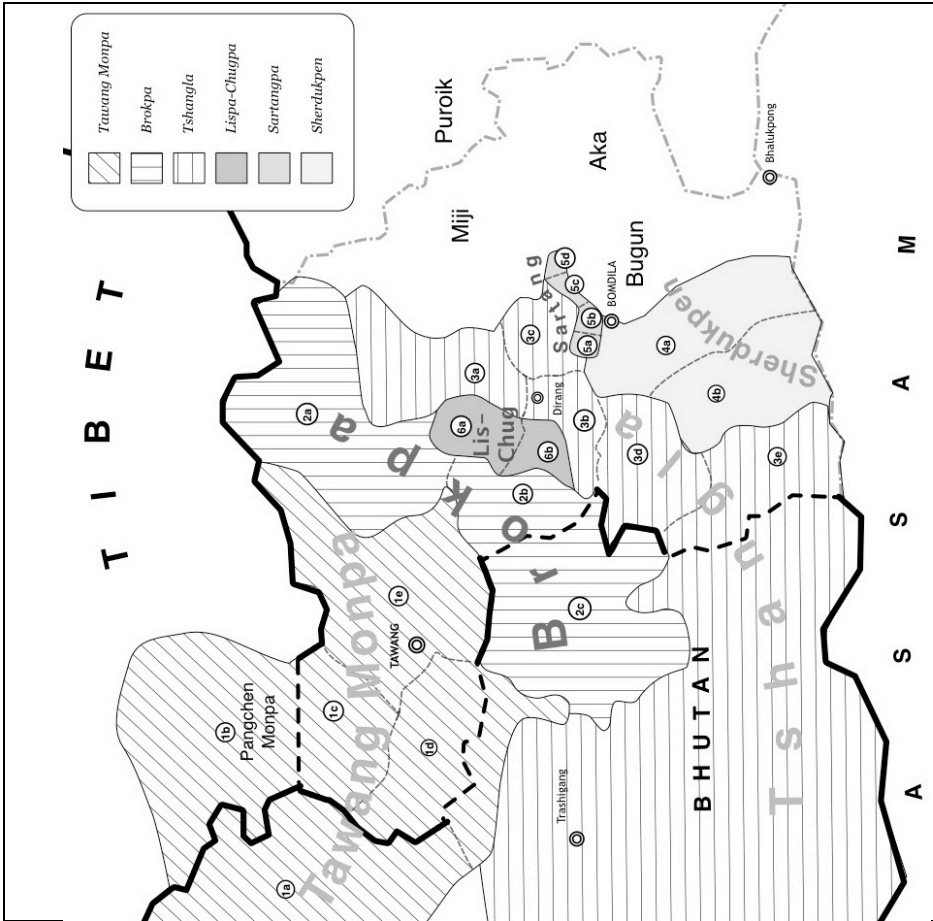 Tawang Monpa
Brokpa
Tshangla
Lispa-Chugpa
Sartangpa
Sherdukpen
TIBET
Puroik
Miji
Aka
Bugun
Bhalukpong
BOMDILA
Sartang
Sherdukpen
Dirang
Lis-
Chug
Brokpa
Tawang Monpa
TAWANG
Pangchen
Monpa
Trashigang
BHUTAN
Tshangla
ASSAM
1a
1b
1c
1d
1e
2a
2b
2c
3a
3b
3c
3d
3e
4a
4b
5a
5b
5c
5d
6a
6b